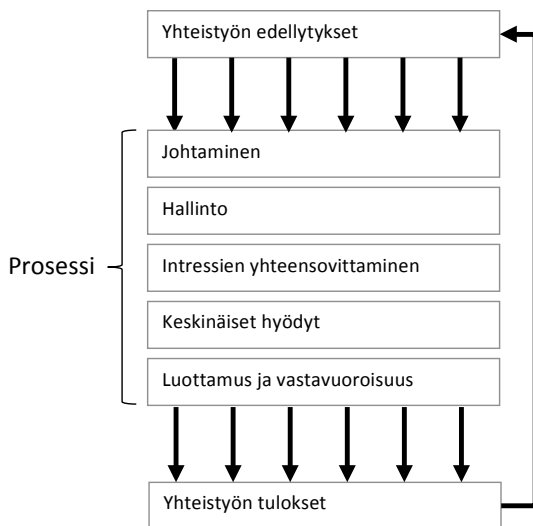 Yhteistyön edellytykset
Johtaminen
Hallinto
Prosessi
Intressien yhteensovittaminen
Keskinäiset hyödyt
Luottamus ja vastavuoroisuus
Yhteistyön tulokset